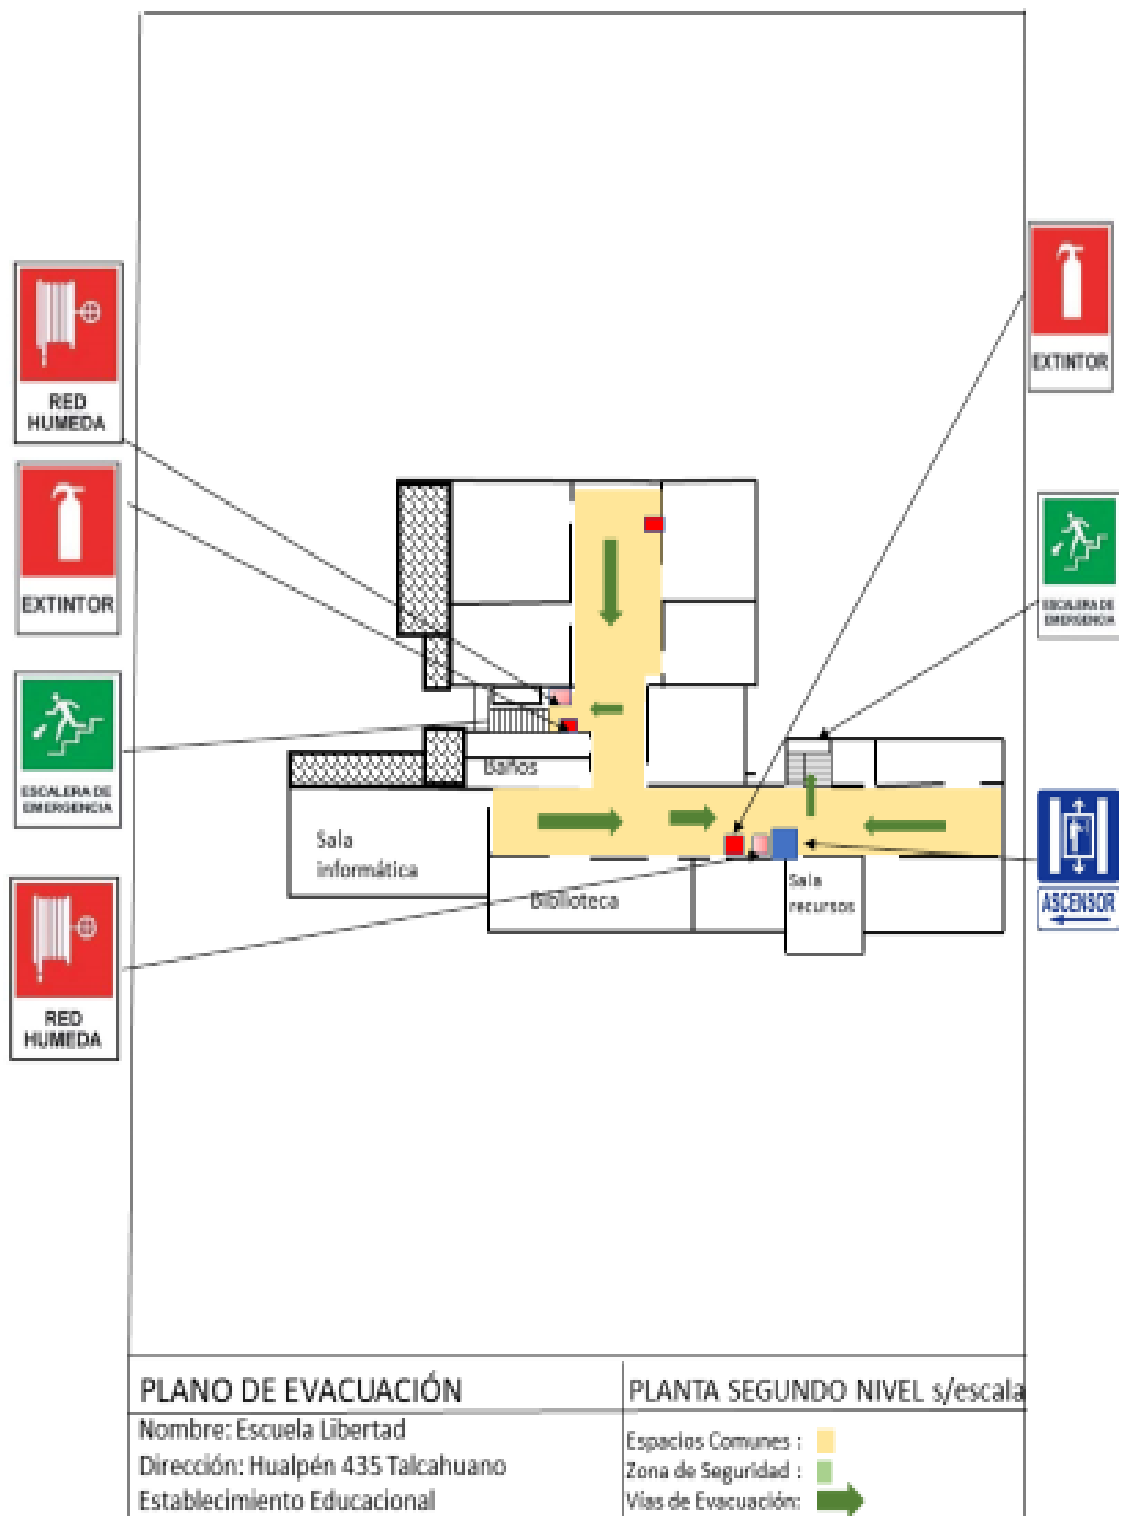 RED
HUMEDA
EXTINTOR
ESCALERA DE
EMERGENCIA
RED
HUMEDA
EXTINTOR
ESCALERA DE
EMERGENCIA
ASCENSOR
Baños
Sala
informática
Biblioteca
Sala
recursos
PLANO DE EVACUACIÓN
Nombre: Escuela Libertad
Dirección: Hualpén 435 Talcahuano
Establecimiento Educacional
PLANTA SEGUNDO NIVEL s/escala
Espacios Comunes :
Zona de Seguridad :
Vías de Evacuación: